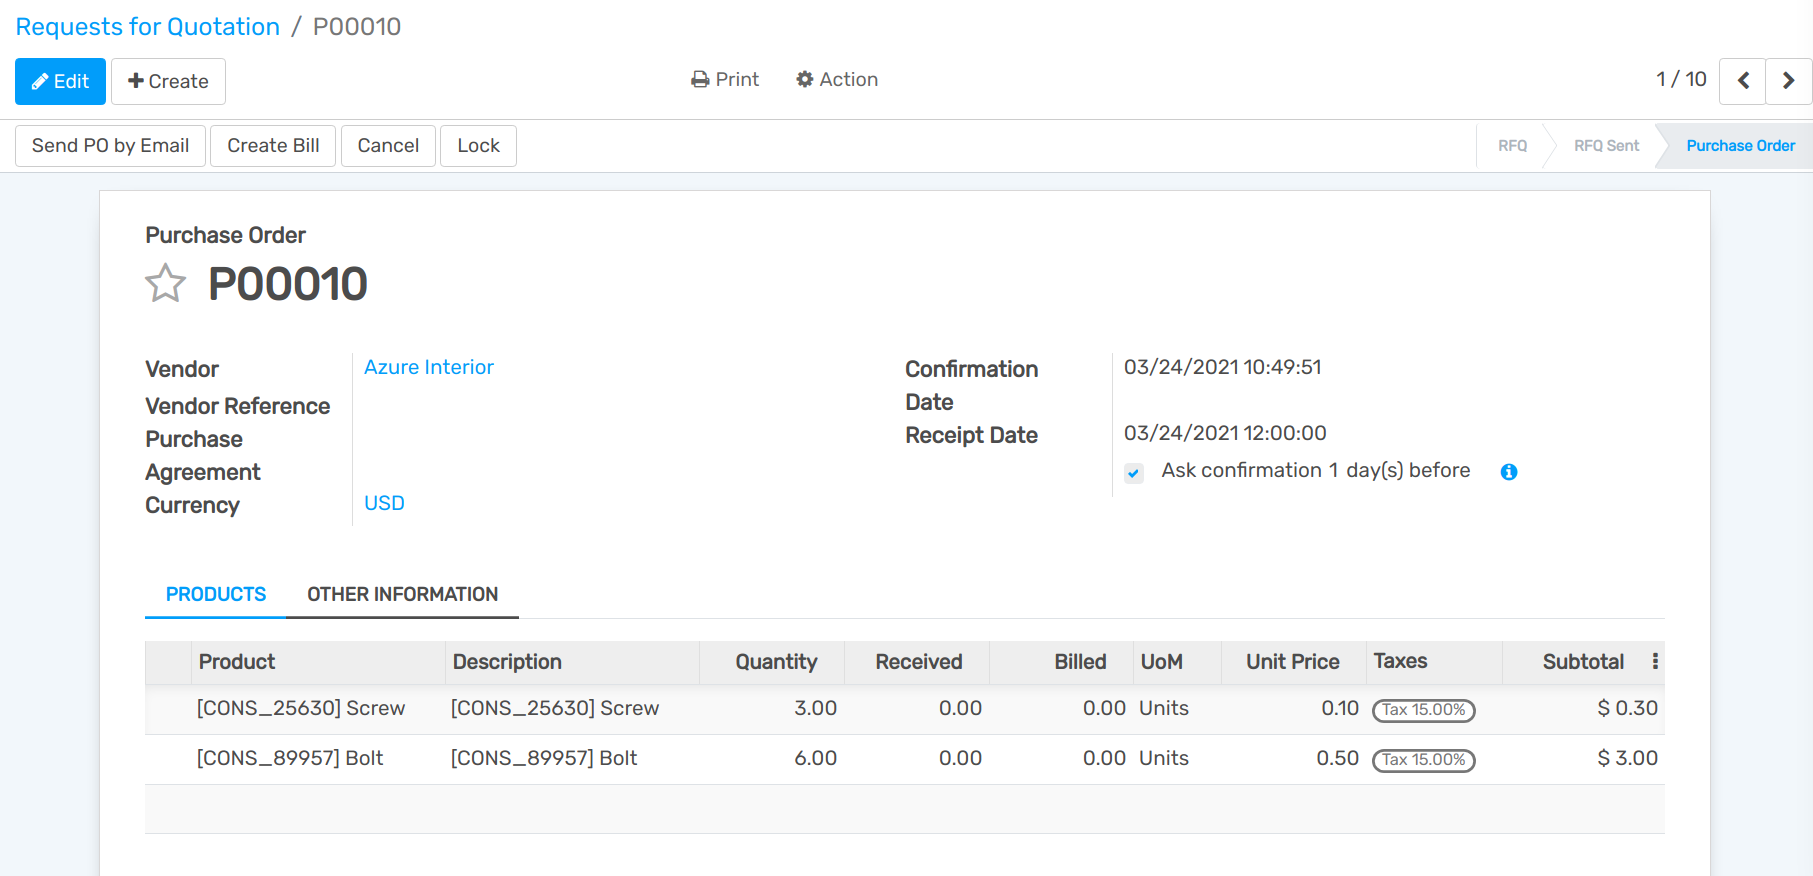 Requests for Quotation / P00010
Edit Create Print Action 1 / 10
Send PO by Email Create Bill Cancel Lock RFQ RFQ Sent Purchase Order
Purchase Order
P00010
Vendor Azure Interior
Vendor Reference
Purchase
Agreement
Currency USD
Confirmation 03/24/2021 10:49:51
Date
Receipt Date 03/24/2021 12:00:00
Ask confirmation 1 day(s) before
PRODUCTS OTHER INFORMATION
Product Description Quantity Received Billed UoM Unit Price Taxes Subtotal
[CONS_25630] Screw [CONS_25630] Screw 3.00 0.00 0.00 Units 0.10 Tax 15.00% $ 0.30
[CONS_89957] Bolt [CONS_89957] Bolt 6.00 0.00 0.00 Units 0.50 Tax 15.00% $ 3.00